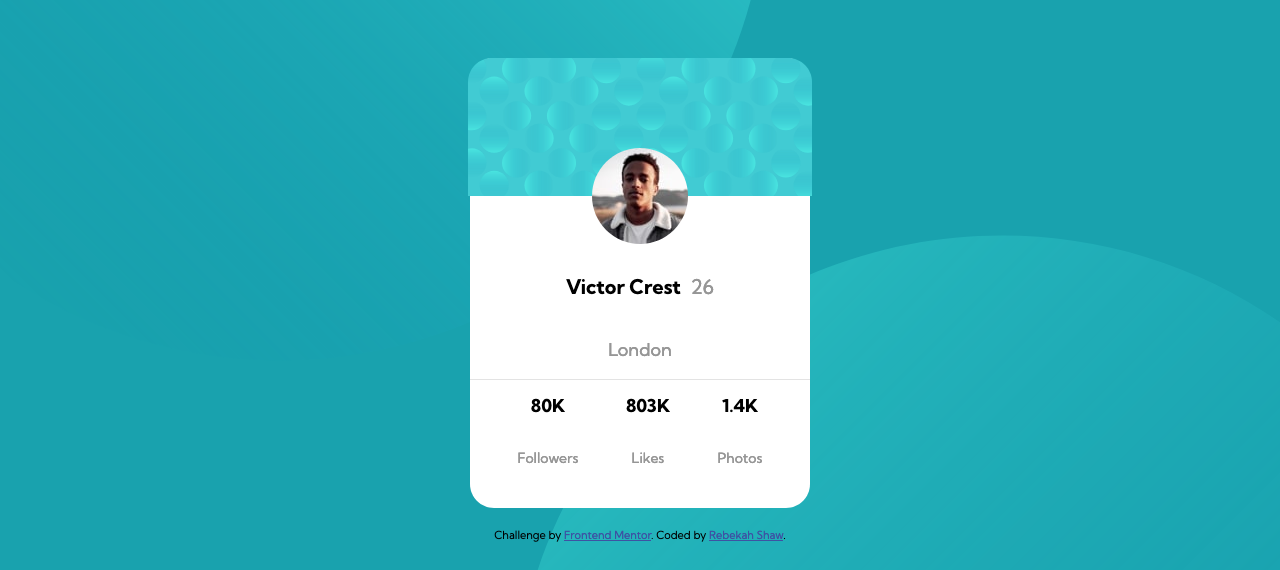 Victor Crest 26
London
80K 803K 1.4K
Followers Likes Photos
Challenge by Frontend Mentor. Coded by Rebekah Shaw.